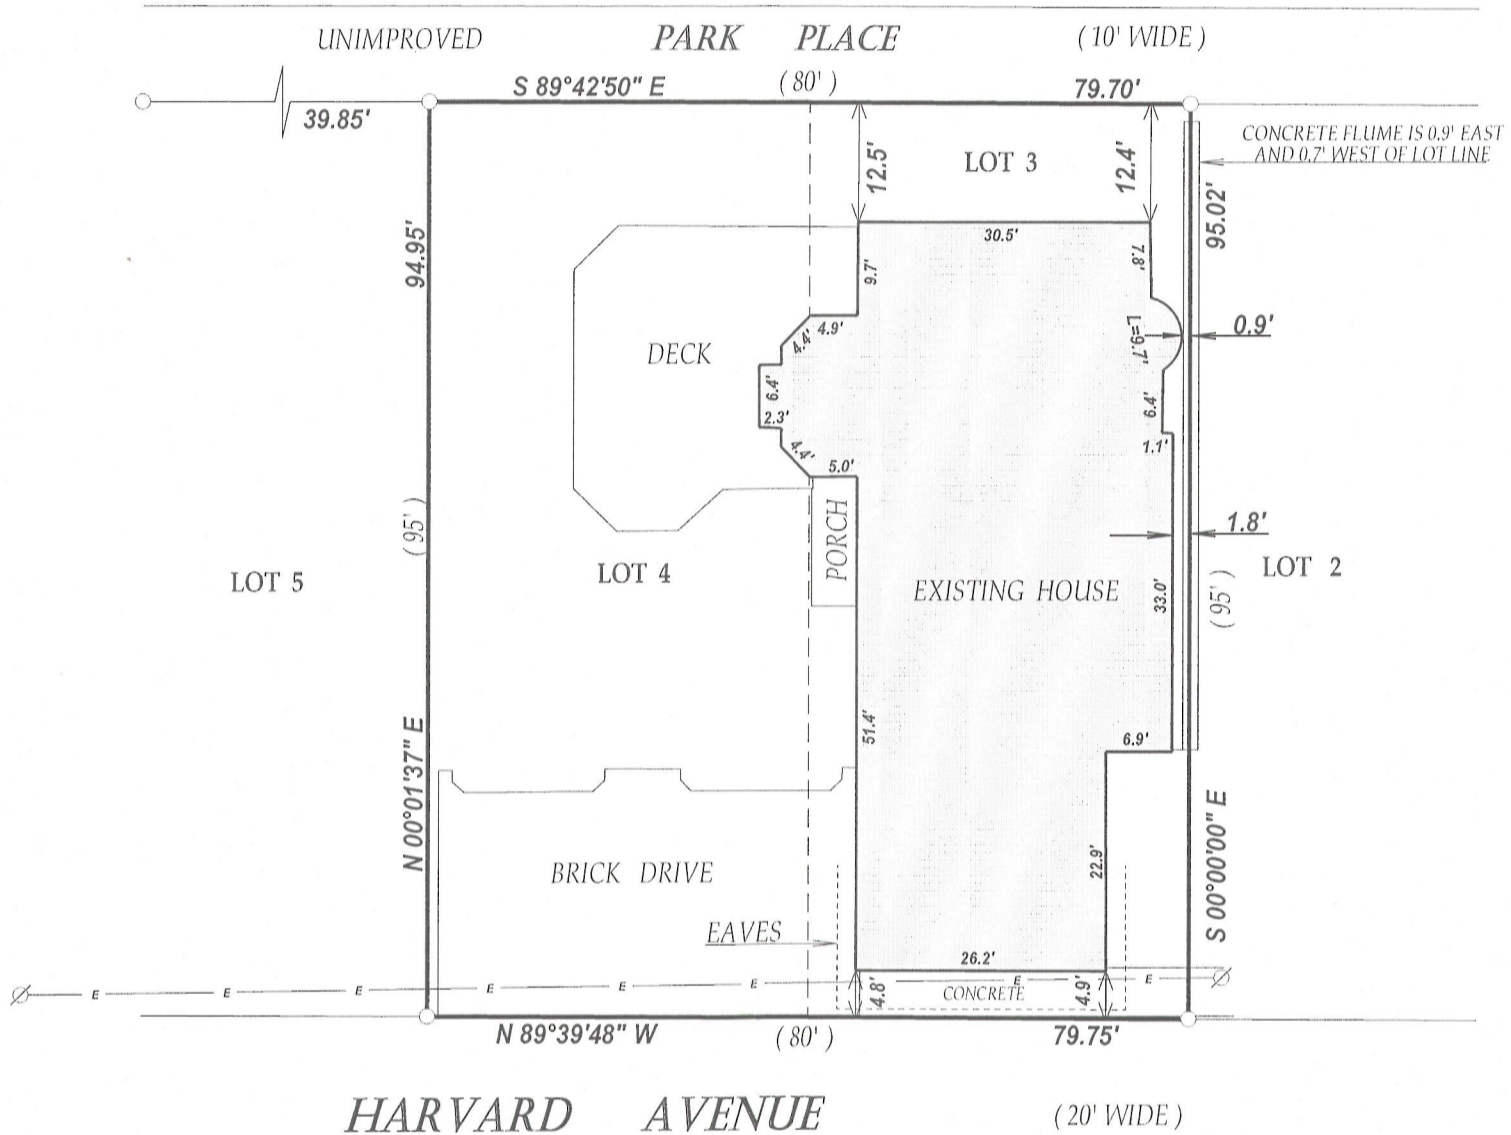 UNIMPROVED PARK PLACE (10' WIDE)
S 89°42'50" E (80') 79.70'
39.85'
CONCRETE FLUME IS 0.9' EAST
AND 0.7' WEST OF LOT LINE
12.5' LOT 3 12.4'
95.02'
94.95'
30.5'
9.7' 7.8'
4.9' 4.4' L=9.7' 0.9'
DECK
6.4' 2.3' 6.4'
4.4' 5.0' 1.1'
(95')
PORCH
1.8'
LOT 5 LOT 4 EXISTING HOUSE LOT 2
33.0' (95')
51.4'
6.9'
N 00°01'37" E
S 00°00'00" E
22.9'
BRICK DRIVE
EAVES
26.2'
E E E E E E E E
4.8' CONCRETE 4.9'
N 89°39'48" W (80') 79.75'
HARVARD AVENUE (20' WIDE)